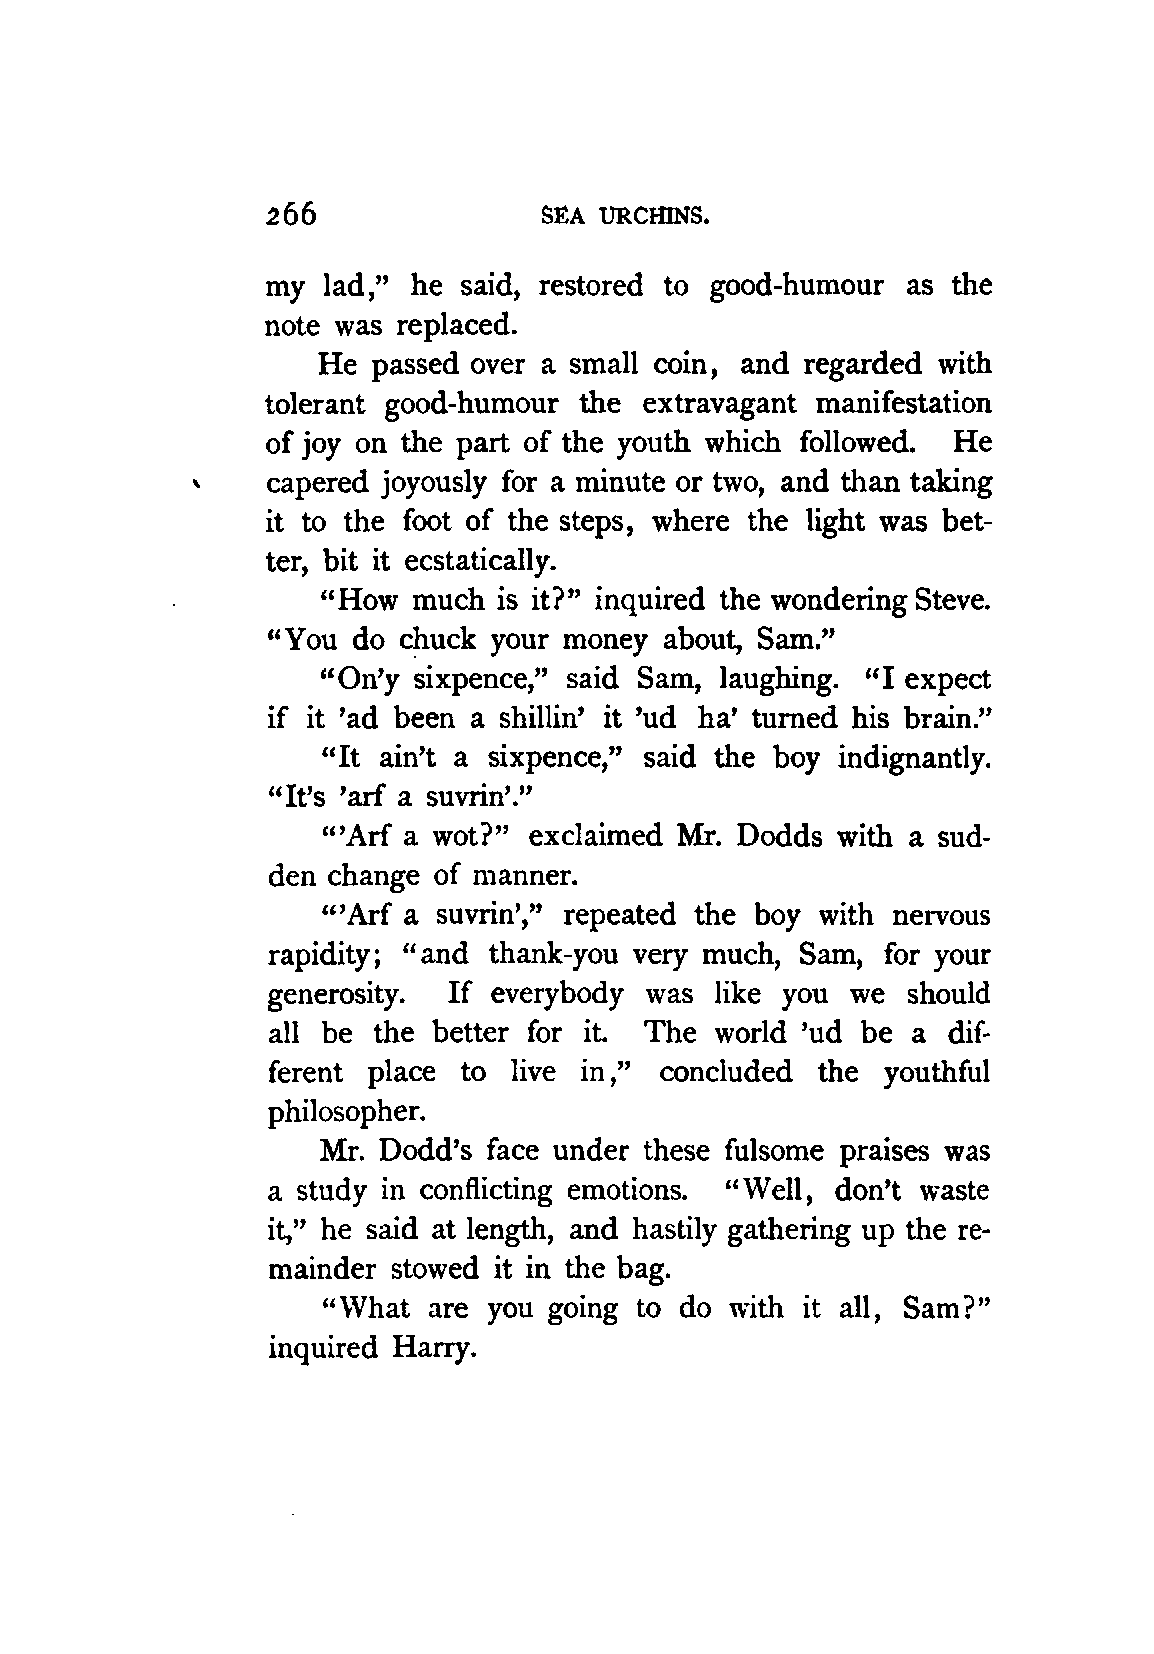 266 SEA URCHINS.
my lad," he said, restored to good-humour as the
note was replaced.
He passed over a small coin, and regarded with
tolerant good-humour the extravagant manifestation
of joy on the part of the youth which followed. He
capered joyously for a minute or two, and than taking
it to the foot of the steps, where the light was bet-
ter, bit it ecstatically.
"How much is it?" inquired the wondering Steve.
"You do chuck your money about, Sam."
"On'y sixpence," said Sam, laughing. "I expect
if it 'ad been a shillin' it 'ud ha' turned his brain."
"It ain't a sixpence," said the boy indignantly.
"It's 'arf a suvrin'."
"'Arf a wot?" exclaimed Mr. Dodds with a sud-
den change of manner.
"'Arf a suvrin'," repeated the boy with nervous
rapidity; "and thank-you very much, Sam, for your
generosity. If everybody was like you we should
all be the better for it. The world 'ud be a dif-
ferent place to live in," concluded the youthful
philosopher.
Mr. Dodd's face under these fulsome praises was
a study in conflicting emotions. "Well, don't waste
it," he said at length, and hastily gathering up the re-
mainder stowed it in the bag.
"What are you going to do with it all, Sam?"
inquired Harry.